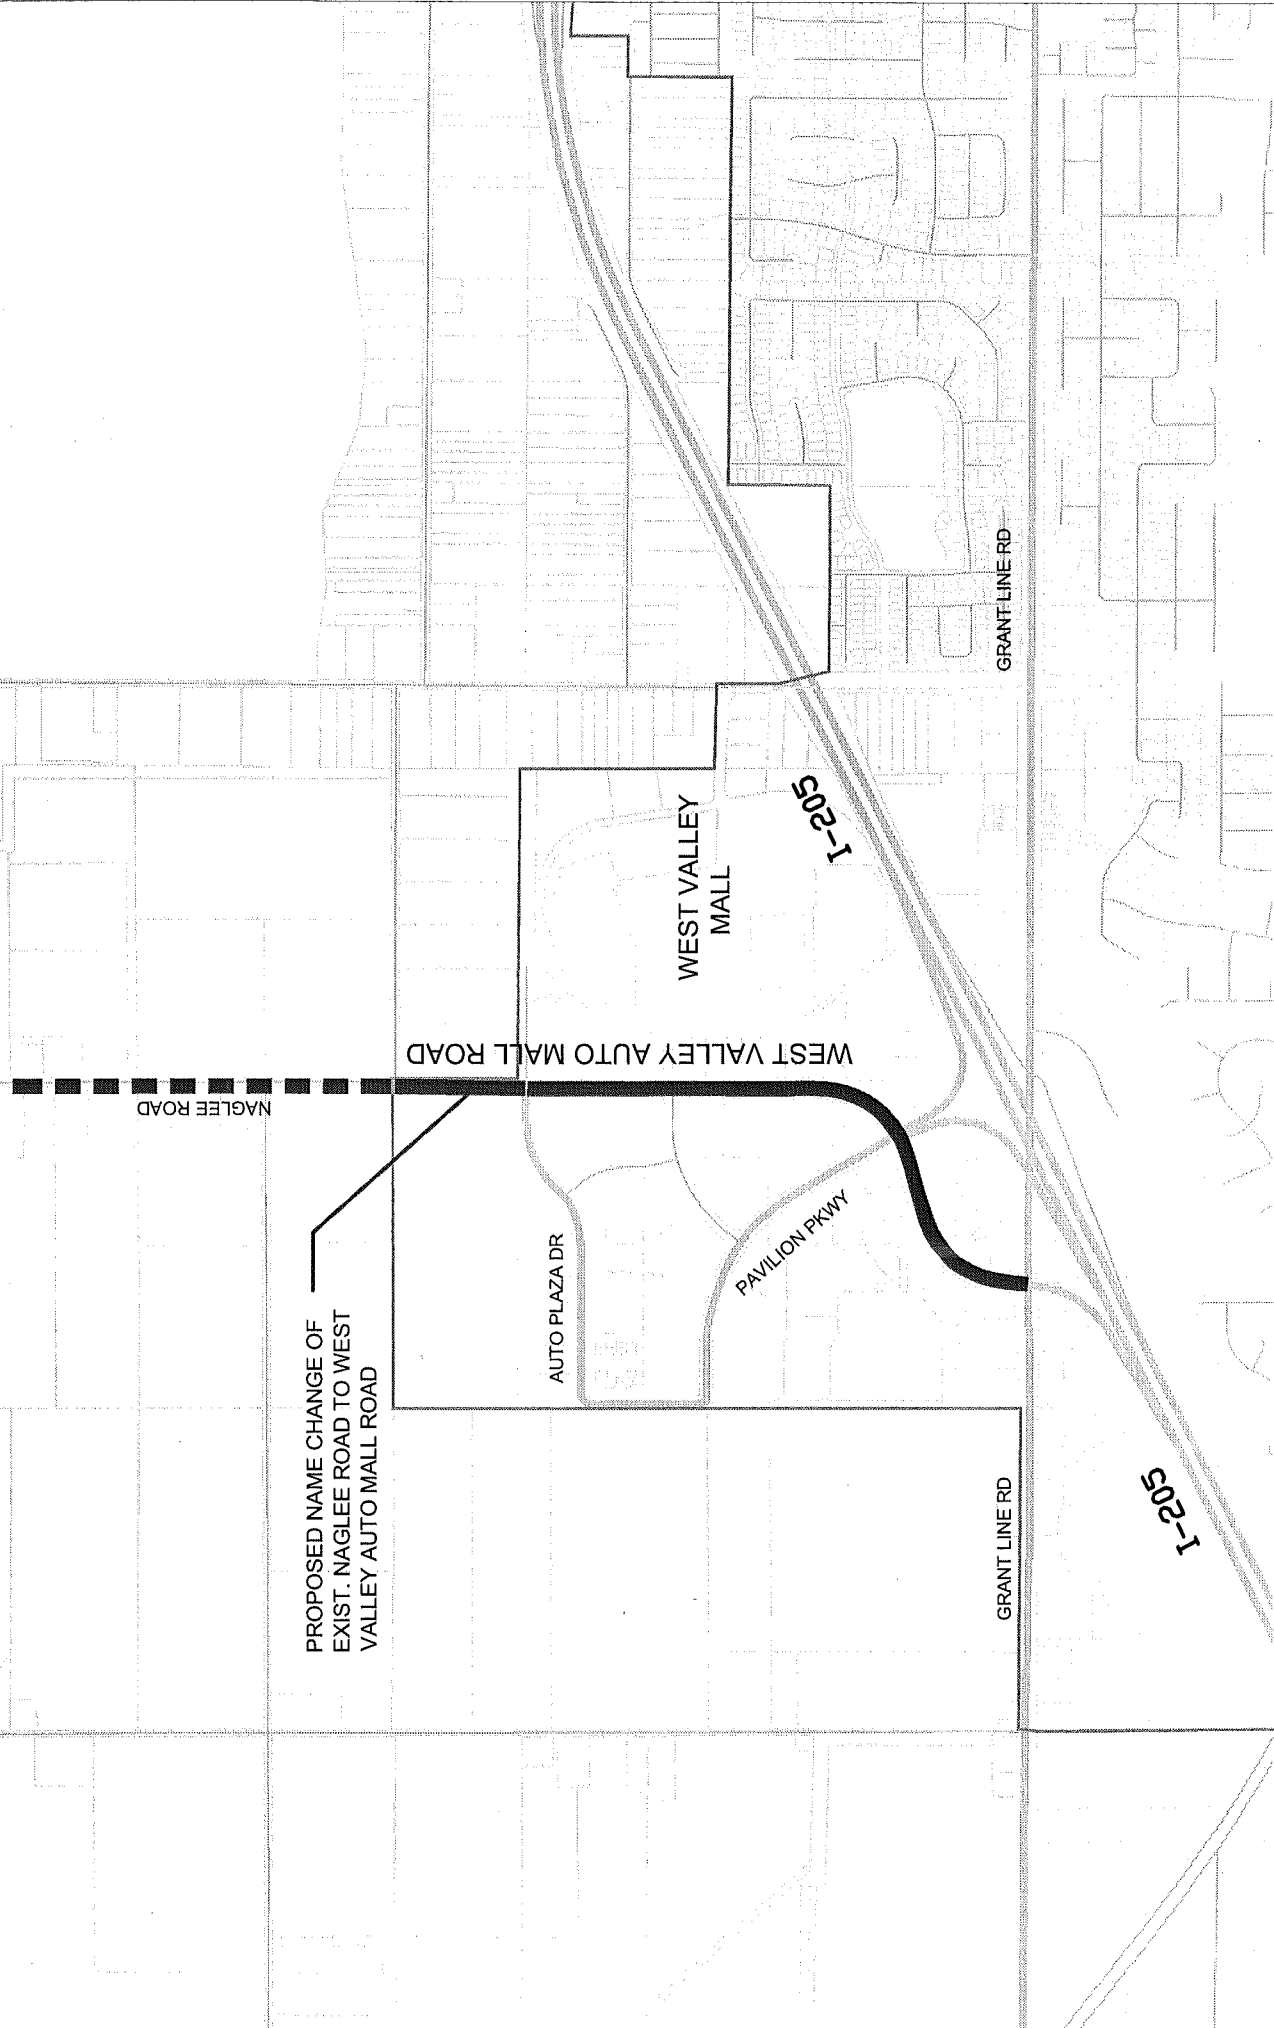 PROPOSED NAME CHANGE OF
EXIST. NAGLEE ROAD TO WEST
VALLEY AUTO MALL ROAD
NAGLEE ROAD
WEST VALLEY AUTO MALL ROAD
AUTO PLAZA DR
PAVILION PKWY
WEST VALLEY
MALL
I-205
GRANT LINE RD
GRANT LINE RD
I-205